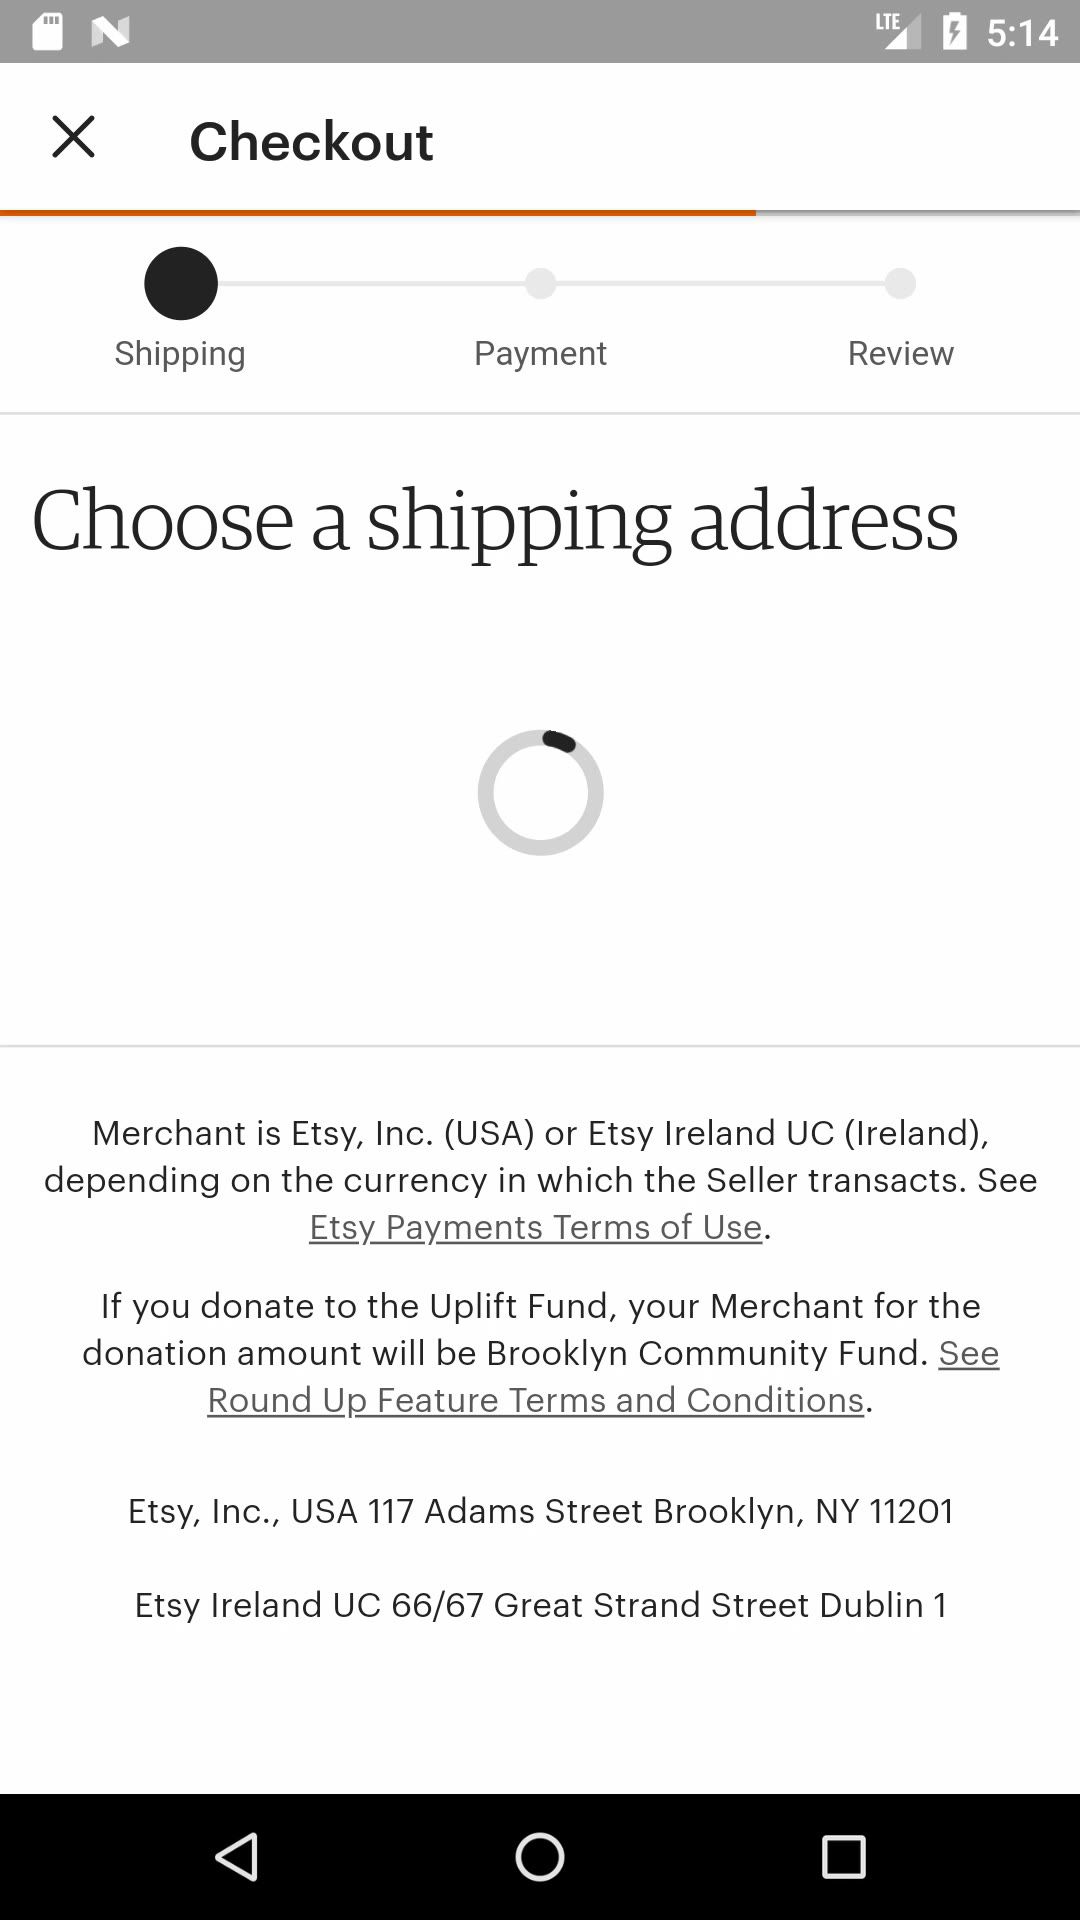 LTE 5:14
Checkout
Shipping Payment Review
Choose a shipping address
Merchant is Etsy, Inc. (USA) or Etsy Ireland UC (Ireland),
depending on the currency in which the Seller transacts. See
Etsy Payments Terms of Use.
If you donate to the Uplift Fund, your Merchant for the
donation amount will be Brooklyn Community Fund. See
Round Up Feature Terms and Conditions.
Etsy, Inc., USA 117 Adams Street Brooklyn, NY 11201
Etsy Ireland UC 66/67 Great Strand Street Dublin 1